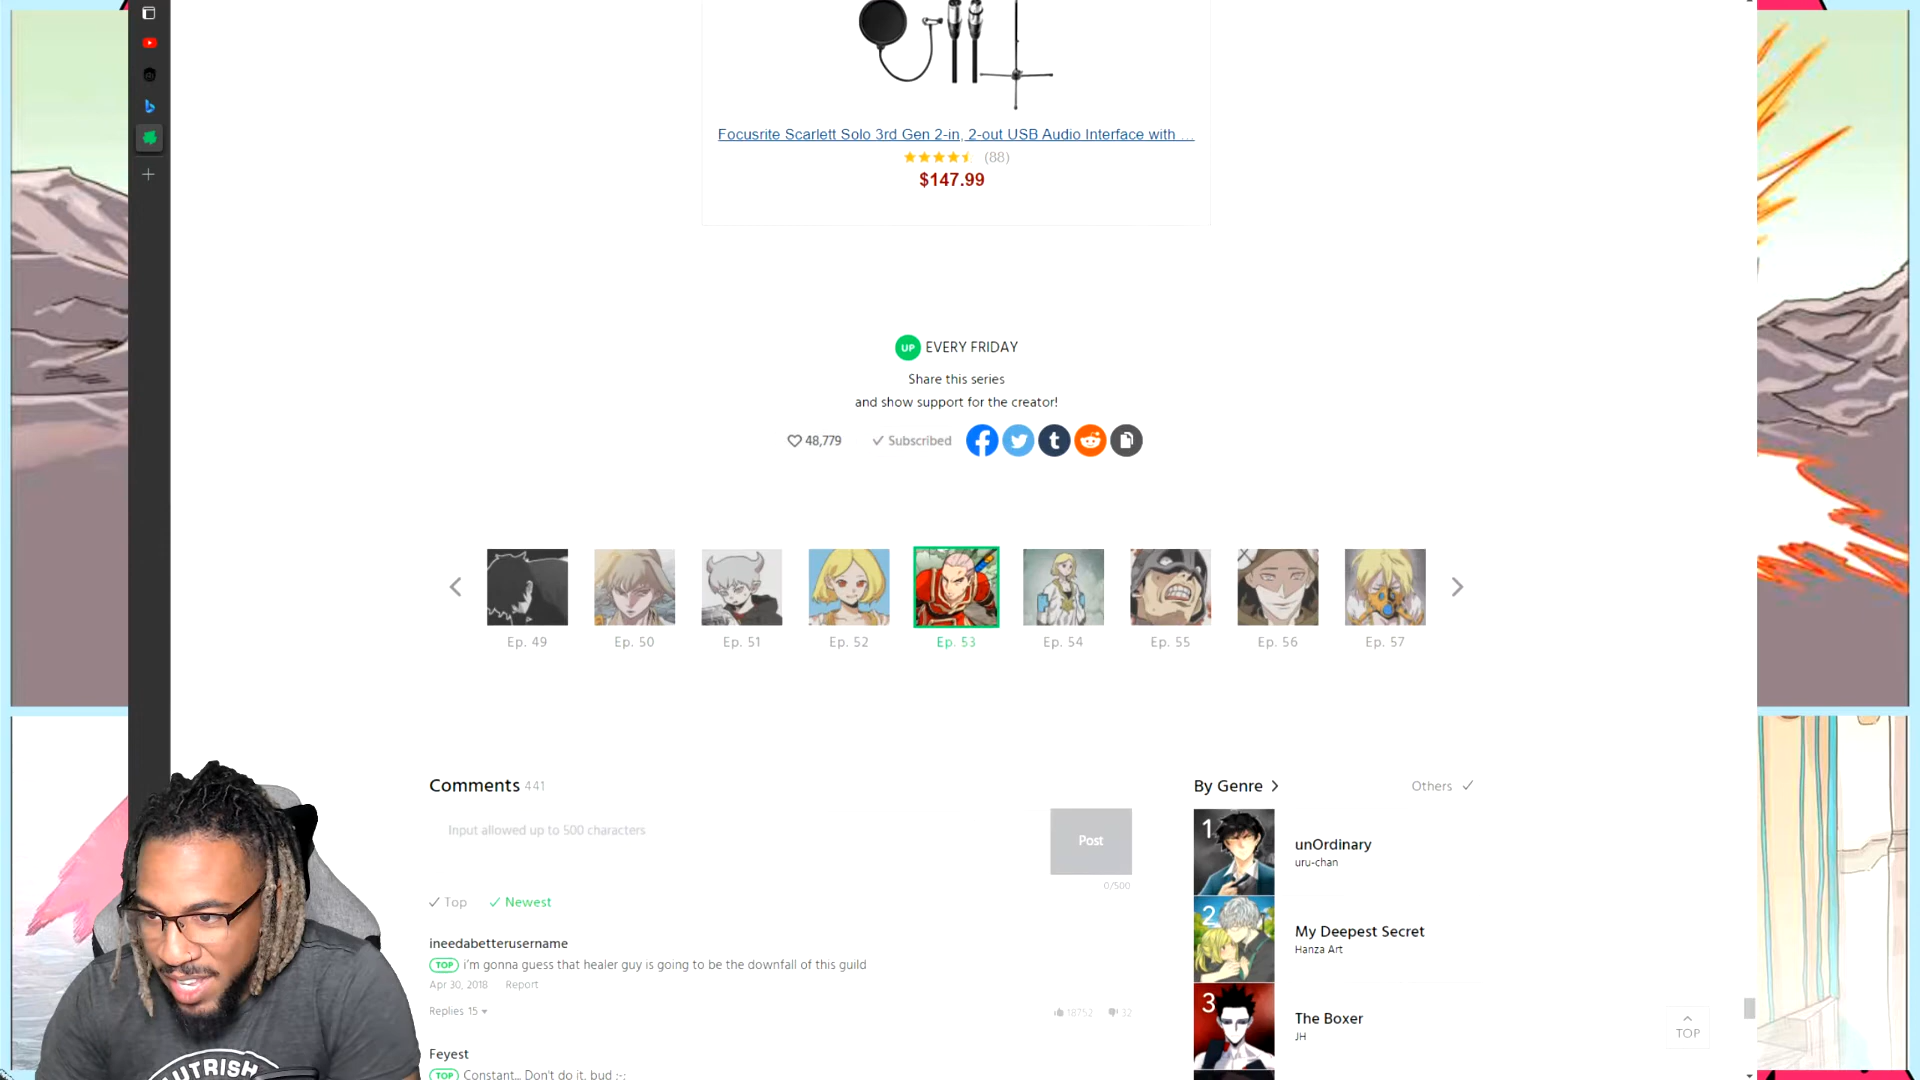 Focusrite Scarlett Solo 3rd Gen 2-in, 2-out USB Audio Interface with ...
(88)
$147.99
UP EVERY FRIDAY
Share this series
and show support for the creator!
48,779
Subscribed
Ep. 49
Ep. 50
Ep. 51
Ep. 52
Ep. 53
Ep. 54
Ep. 55
Ep. 56
Ep. 57
Comments 441
Input allowed up to 500 characters
Post
0/500
Top
Newest
ineedabetterusername
TOP i'm gonna guess that healer guy is going to be the downfall of this guild
Apr 30, 2018 Report
Replies 15
18752 32
Feyest
TOP Constant... Don't do it, bud ;-;
By Genre
Others
1
unOrdinary
uru-chan
2
My Deepest Secret
Hanza Art
3
The Boxer
JH
TOP